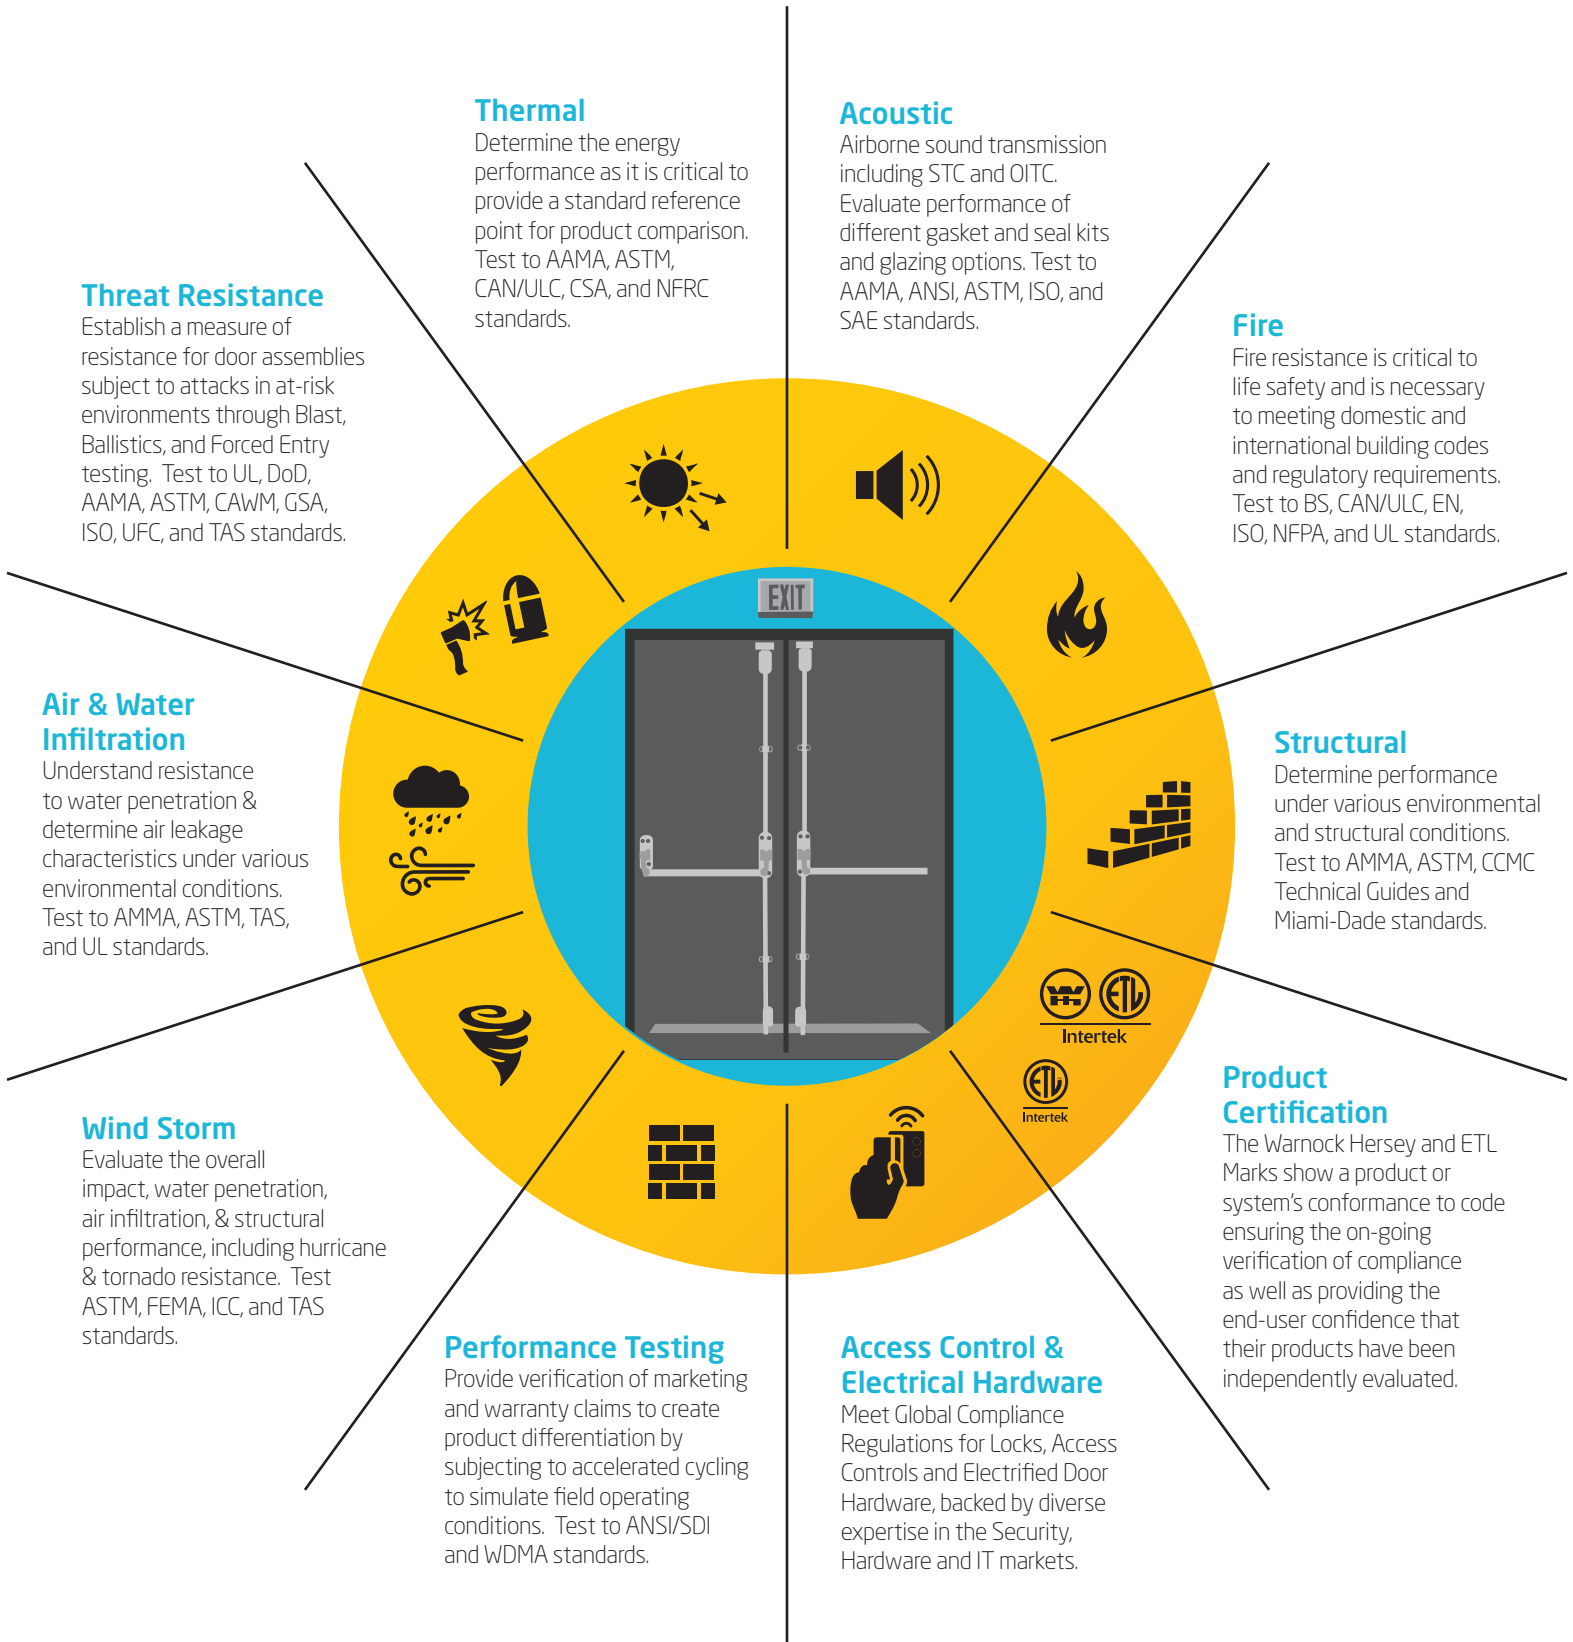 Thermal
Determine the energy
performance as it is critical to
provide a standard reference
point for product comparison.
Test to AAMA, ASTM,
CAN/ULC, CSA, and NFRC
standards.
Acoustic
Airborne sound transmission
including STC and OITC.
Evaluate performance of
different gasket and seal kits
and glazing options. Test to
AAMA, ANSI, ASTM, ISO, and
SAE standards.
Threat Resistance
Establish a measure of
resistance for door assemblies
subject to attacks in at-risk
environments through Blast,
Ballistics, and Forced Entry
testing.  Test to UL, DoD,
AAMA, ASTM, CAWM, GSA,
ISO, UFC, and TAS standards.
Fire
Fire resistance is critical to
life safety and is necessary
to meeting domestic and
international building codes
and regulatory requirements.
Test to BS, CAN/ULC, EN,
ISO, NFPA, and UL standards.
EXIT
Air & Water
Infiltration
Understand resistance
to water penetration &
determine air leakage
characteristics under various
environmental conditions.
Test to AMMA, ASTM, TAS,
and UL standards.
Structural
Determine performance
under various environmental
and structural conditions.
Test to AMMA, ASTM, CCMC
Technical Guides and
Miami-Dade standards.
WH ETL
Intertek
ETL
Intertek
Product
Certification
The Warnock Hersey and ETL
Marks show a product or
system's conformance to code
ensuring the on-going
verification of compliance
as well as providing the
end-user confidence that
their products have been
independently evaluated.
Wind Storm
Evaluate the overall
impact, water penetration,
air infiltration, & structural
performance, including hurricane
& tornado resistance.  Test
ASTM, FEMA, ICC, and TAS
standards.
Performance Testing
Provide verification of marketing
and warranty claims to create
product differentiation by
subjecting to accelerated cycling
to simulate field operating
conditions.  Test to ANSI/SDI
and WDMA standards.
Access Control &
Electrical Hardware
Meet Global Compliance
Regulations for Locks, Access
Controls and Electrified Door
Hardware, backed by diverse
expertise in the Security,
Hardware and IT markets.